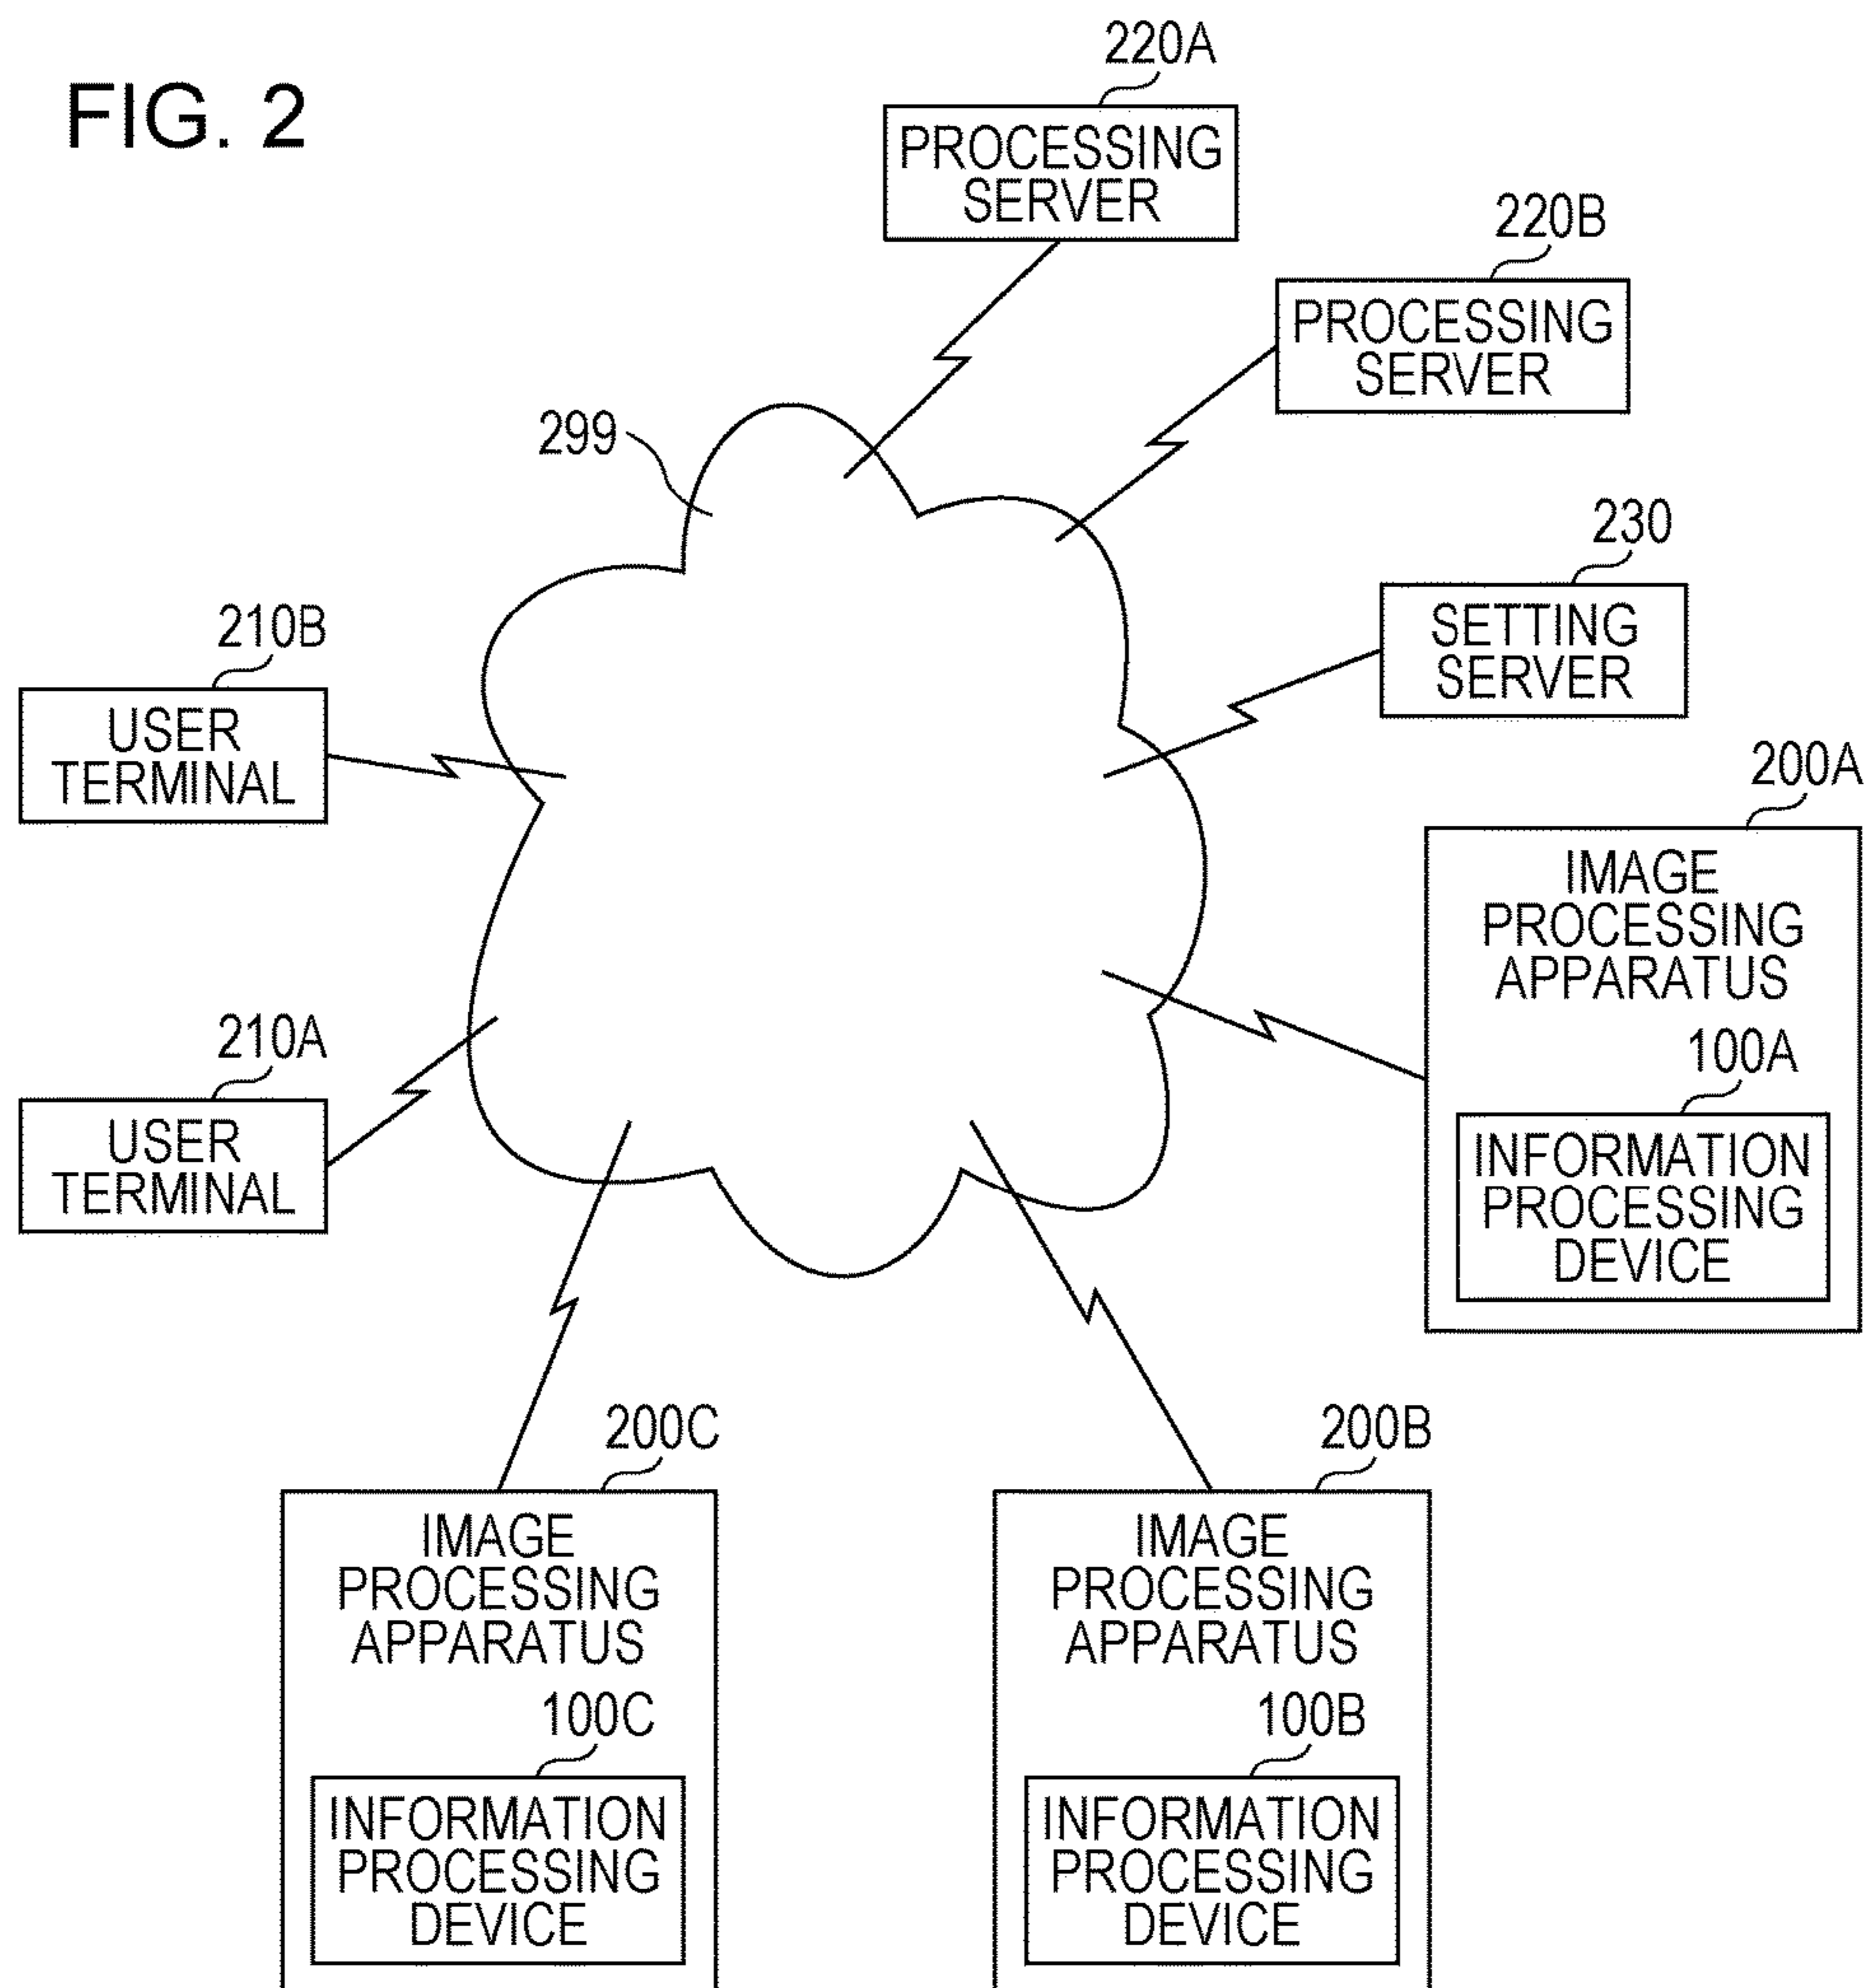 FIG. 2
220A
PROCESSING
SERVER
220B
PROCESSING
SERVER
299
230
SETTING
SERVER
210B
USER
TERMINAL
200A
IMAGE
PROCESSING
APPARATUS
100A
INFORMATION
PROCESSING
DEVICE
210A
USER
TERMINAL
200C
IMAGE
PROCESSING
APPARATUS
100C
INFORMATION
PROCESSING
DEVICE
200B
IMAGE
PROCESSING
APPARATUS
100B
INFORMATION
PROCESSING
DEVICE